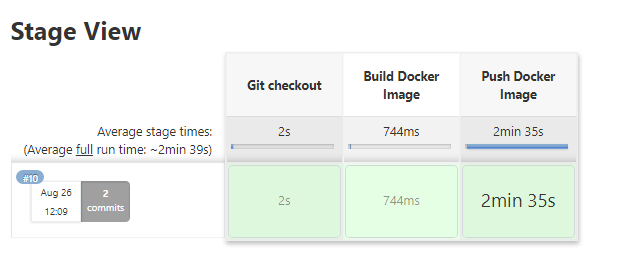 Stage View
Git checkout
Build Docker
Image
Push Docker
Image
Average stage times:
(Average full run time: ~2min 39s)
2s
744ms
2min 35s
#10
Aug 26
12:09
2
commits
2s
744ms
2min 35s